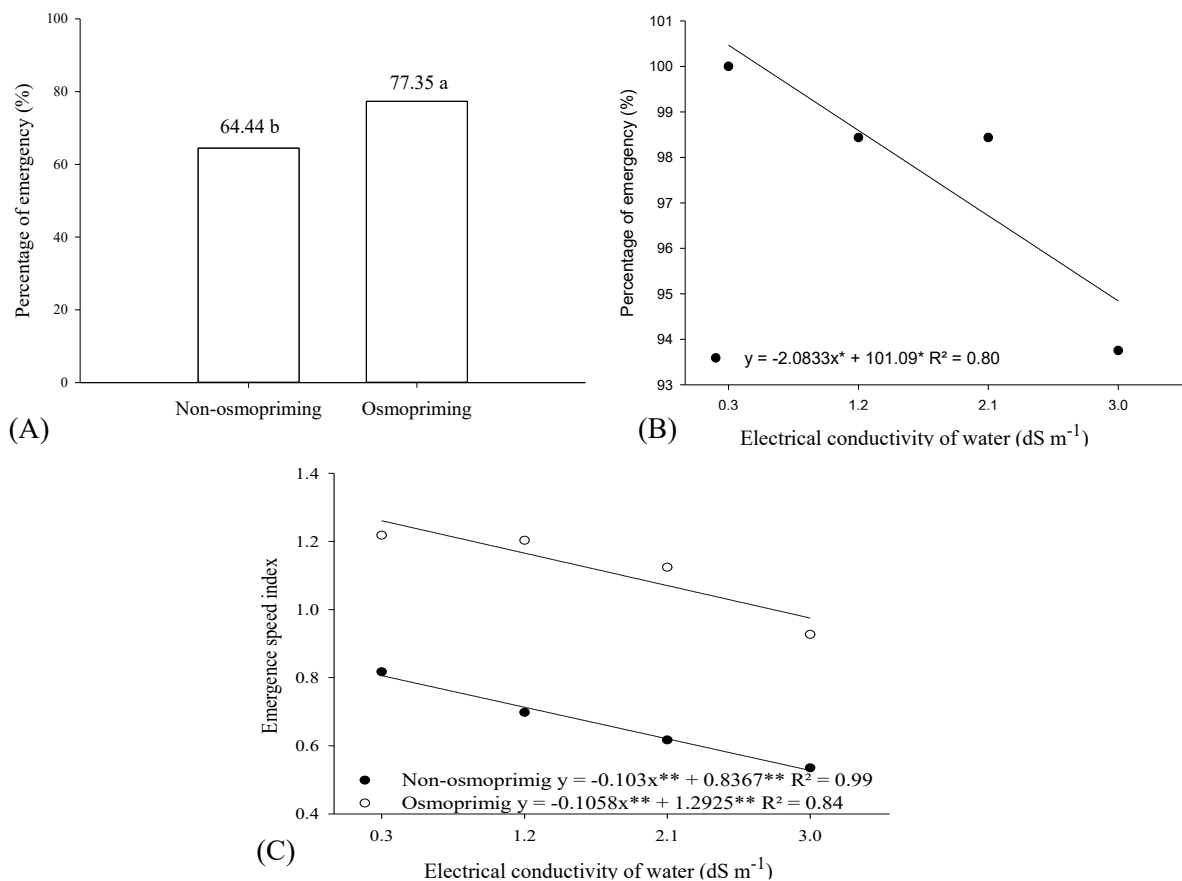 100
80
60
40
20
0
Percentage of emergency (%)
64.44 b
77.35 a
Non-osmopriming
Osmopriming
(A)
101
100
99
98
97
96
95
94
93
Percentage of emergency (%)
y = -2.0833x* + 101.09* R² = 0.80
0.3
1.2
2.1
3.0
Electrical conductivity of water (dS m⁻¹)
(B)
1.4
1.2
1.0
0.8
0.6
0.4
Emergence speed index
Non-osmoprimig y = -0.103x** + 0.8367** R² = 0.99
Osmoprimig y = -0.1058x** + 1.2925** R² = 0.84
0.3
1.2
2.1
3.0
(C)
Electrical conductivity of water (dS m⁻¹)